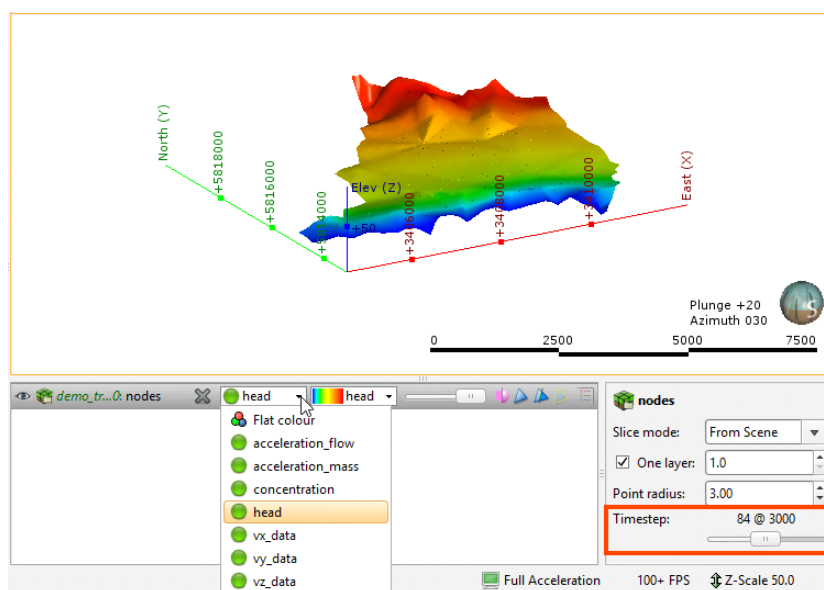 North (Y)
+5818000
+5816000
+5814000
Elev (Z)
+50
+3406000
+3408000
+3410000
East (X)
Plunge +20
Azimuth 030
0 2500 5000 7500
demo_tr...0: nodes
head
head
Flat colour
acceleration_flow
acceleration_mass
concentration
head
vx_data
vy_data
vz_data
nodes
Slice mode: From Scene
One layer: 1.0
Point radius: 3.00
Timestep: 84 @ 3000
Full Acceleration 100+ FPS Z-Scale 50.0